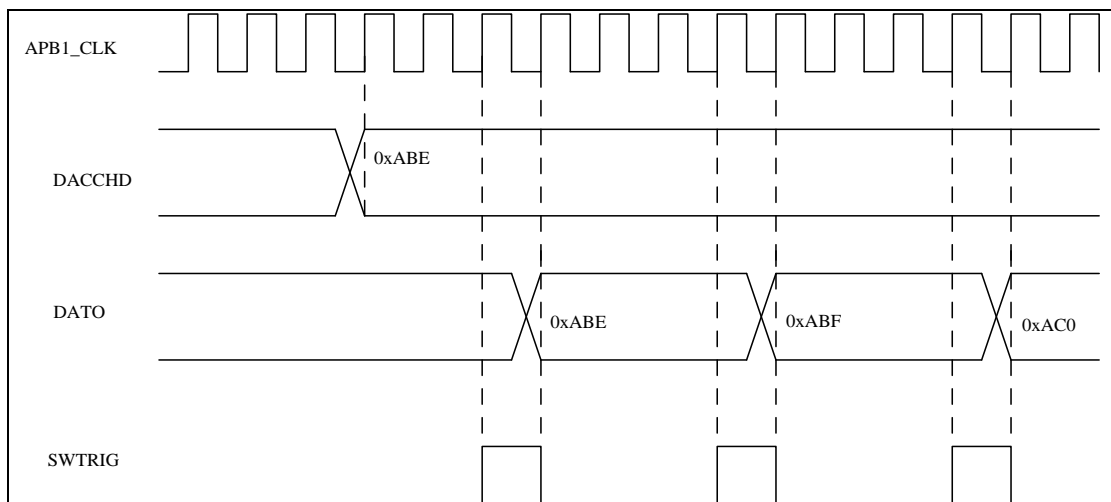 APB1_CLK
DACCHD
0xABE
DATO
0xABE
0xABF
0xAC0
SWTRIG